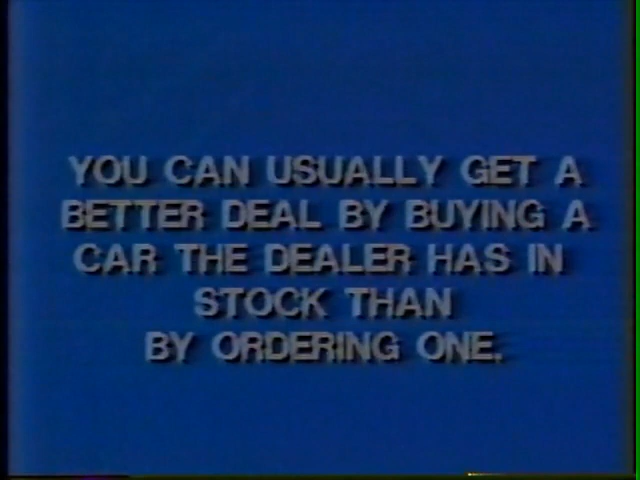 YOU CAN USUALLY GET A
BETTER DEAL BY BUYING A
CAR THE DEALER HAS IN
STOCK THAN
BY ORDERING ONE.